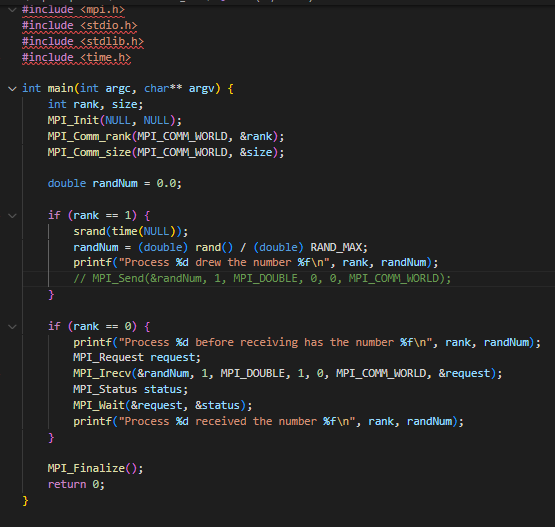 #include <mpi.h>
#include <stdio.h>
#include <stdlib.h>
#include <time.h>
int main(int argc, char** argv) {
int rank, size;
MPI_Init(NULL, NULL);
MPI_Comm_rank(MPI_COMM_WORLD, &rank);
MPI_Comm_size(MPI_COMM_WORLD, &size);
double randNum = 0.0;
if (rank == 1) {
srand(time(NULL));
randNum = (double) rand() / (double) RAND_MAX;
printf("Process %d drew the number %f\n", rank, randNum);
// MPI_Send(&randNum, 1, MPI_DOUBLE, 0, 0, MPI_COMM_WORLD);
}
if (rank == 0) {
printf("Process %d before receiving has the number %f\n", rank, randNum);
MPI_Request request;
MPI_Irecv(&randNum, 1, MPI_DOUBLE, 1, 0, MPI_COMM_WORLD, &request);
MPI_Status status;
MPI_Wait(&request, &status);
printf("Process %d received the number %f\n", rank, randNum);
}
MPI_Finalize();
return 0;
}